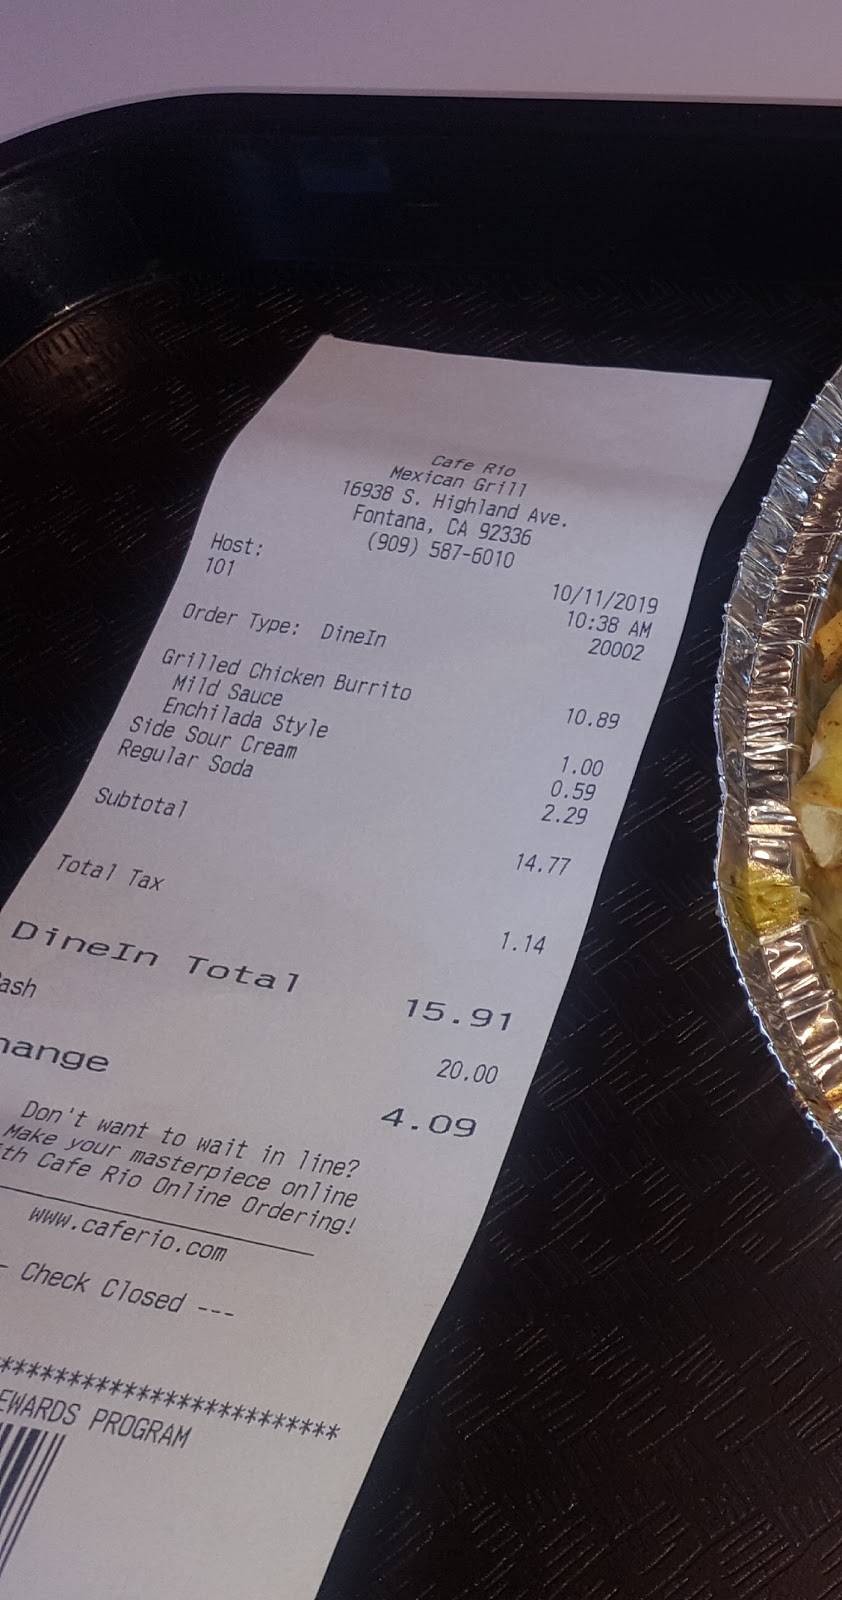 Cafe Rio
Mexican Grill
16938 S. Highland Ave.
Fontana, CA 92336
(909) 587-6010
Host: 10/11/2019
101 10:38 AM
20002
Order Type: DineIn
Grilled Chicken Burrito 10.89
Mild Sauce
Enchilada Style 1.00
Side Sour Cream 0.59
Regular Soda 2.29
Subtotal 14.77
Total Tax 1.14
DineIn Total 15.91
ash 20.00
hange 4.09
Don't want to wait in line?
Make your masterpiece online
th Cafe Rio Online Ordering!
www.caferio.com
- Check Closed ---
*************************
EWARDS PROGRAM